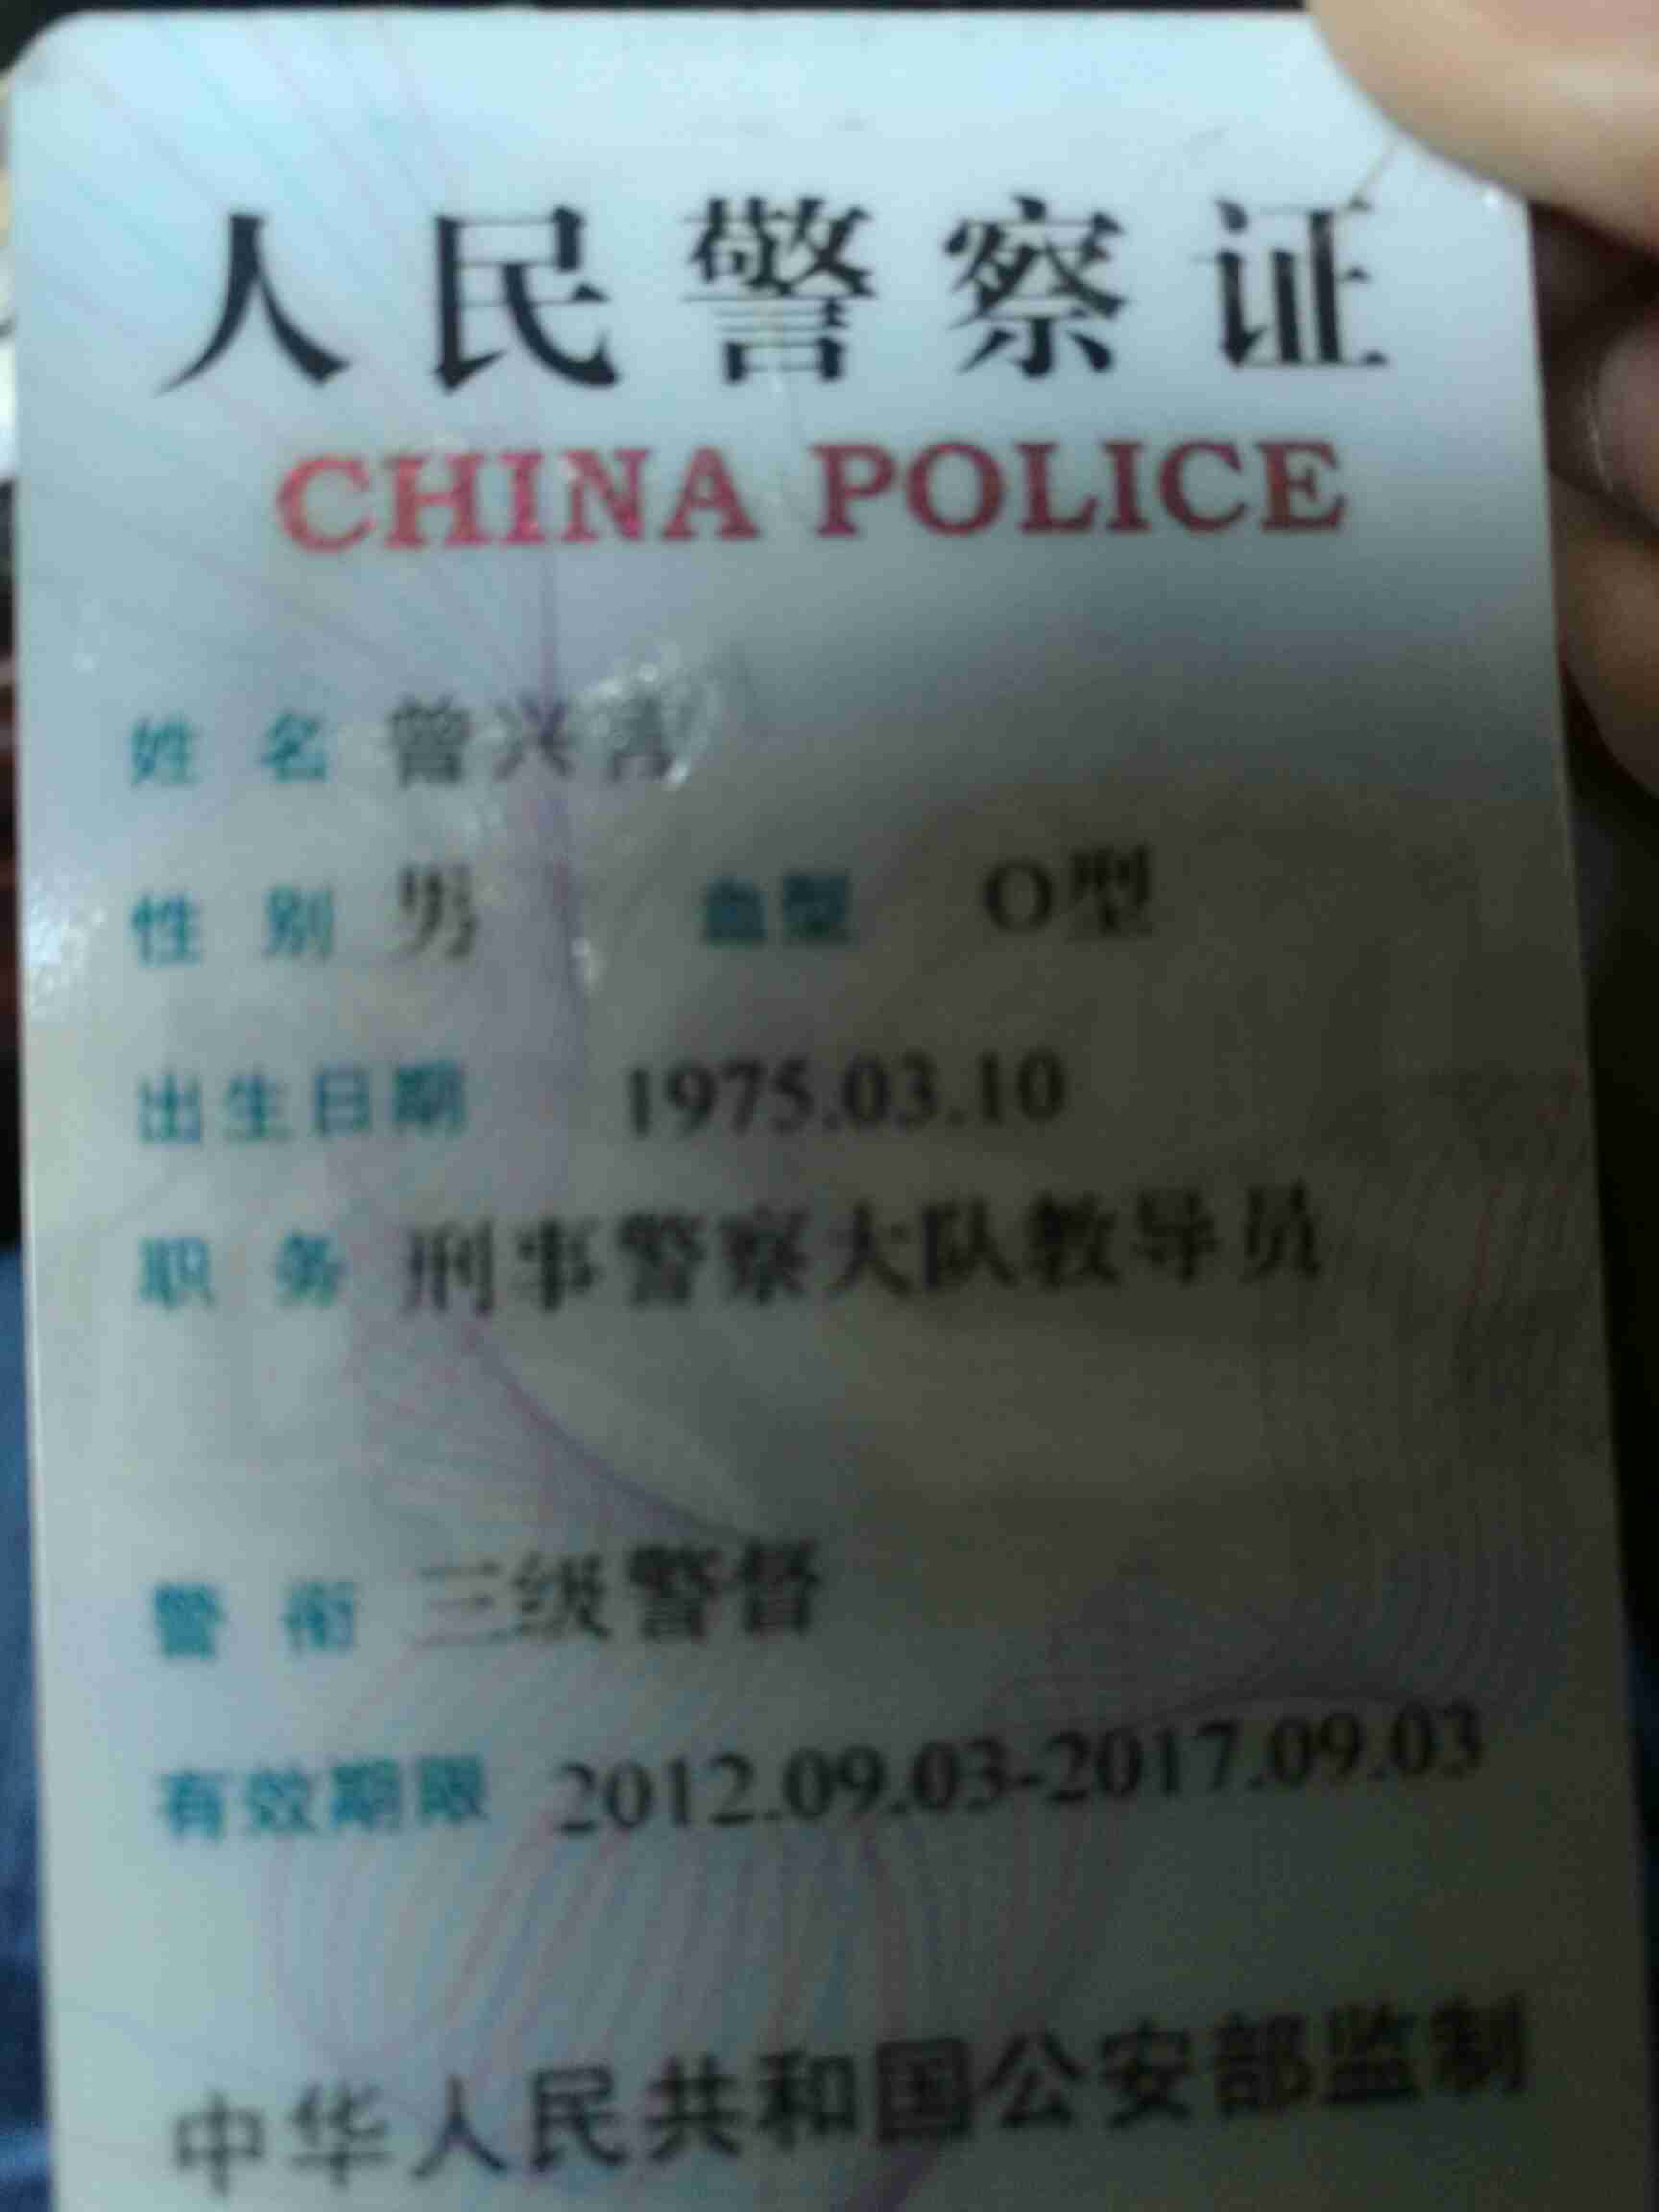 人民警察证
CHINA POLICE
姓名 曾兴
性别 男 血型 O型
出生日期 1975.03.10
职务 刑事警察大队教导员
警衔 三级警督
有效期限 2012.09.03-2017.09.03
中华人民共和国公安部监制